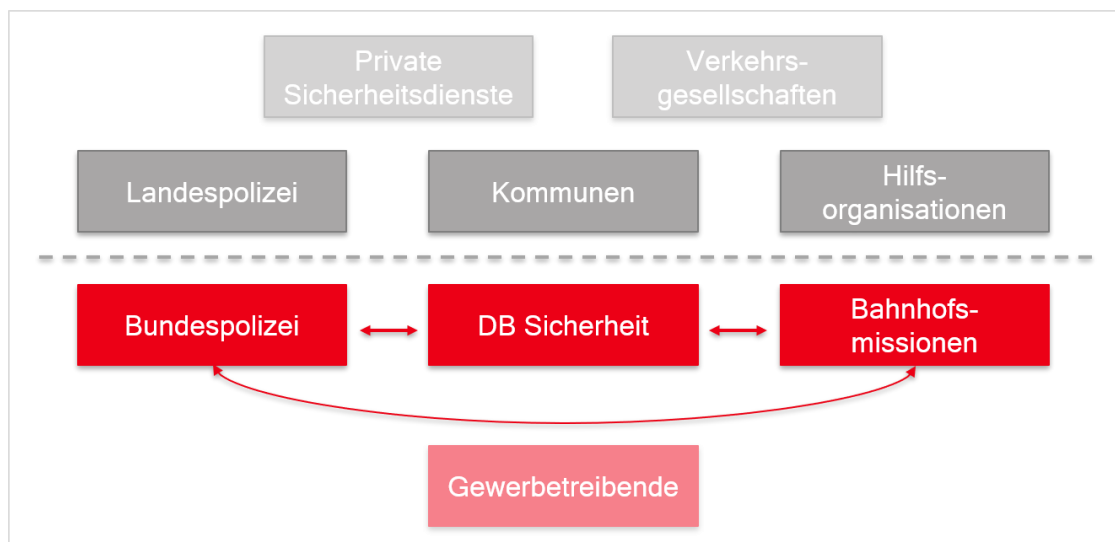 Private
Sicherheitsdienste
Verkehrs-
gesellschaften
Landespolizei
Kommunen
Hilfs-
organisationen
Bundespolizei
DB Sicherheit
Bahnhofs-
missionen
Gewerbetreibende